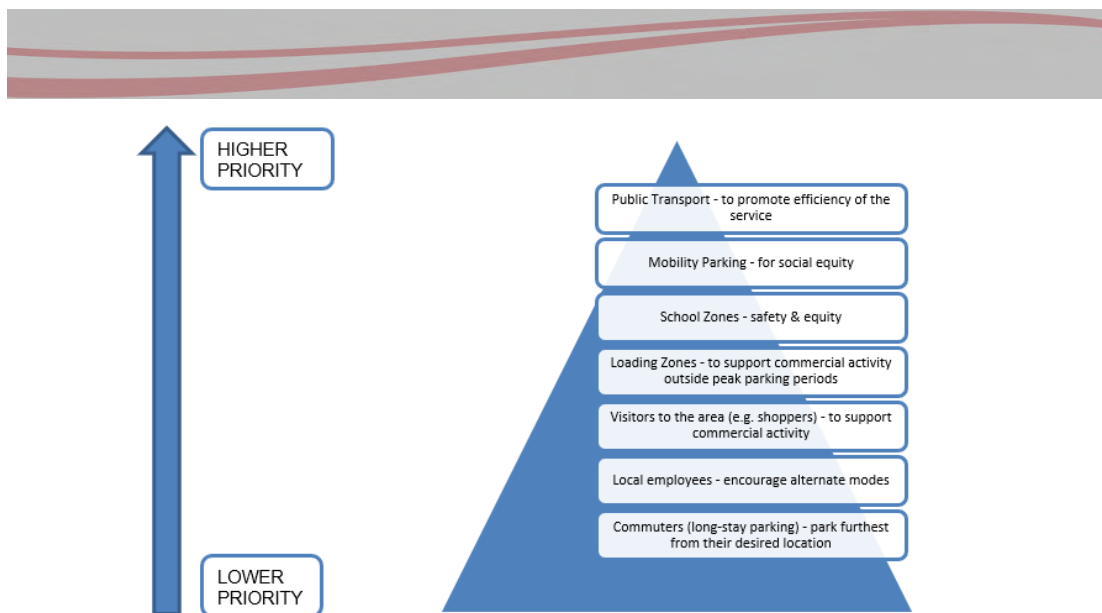 HIGHER
PRIORITY
Public Transport - to promote efficiency of the
service
Mobility Parking - for social equity
School Zones - safety & equity
Loading Zones - to support commercial activity
outside peak parking periods
Visitors to the area (e.g. shoppers) - to support
commercial activity
Local employees - encourage alternate modes
Commuters (long-stay parking) - park furthest
from their desired location
LOWER
PRIORITY